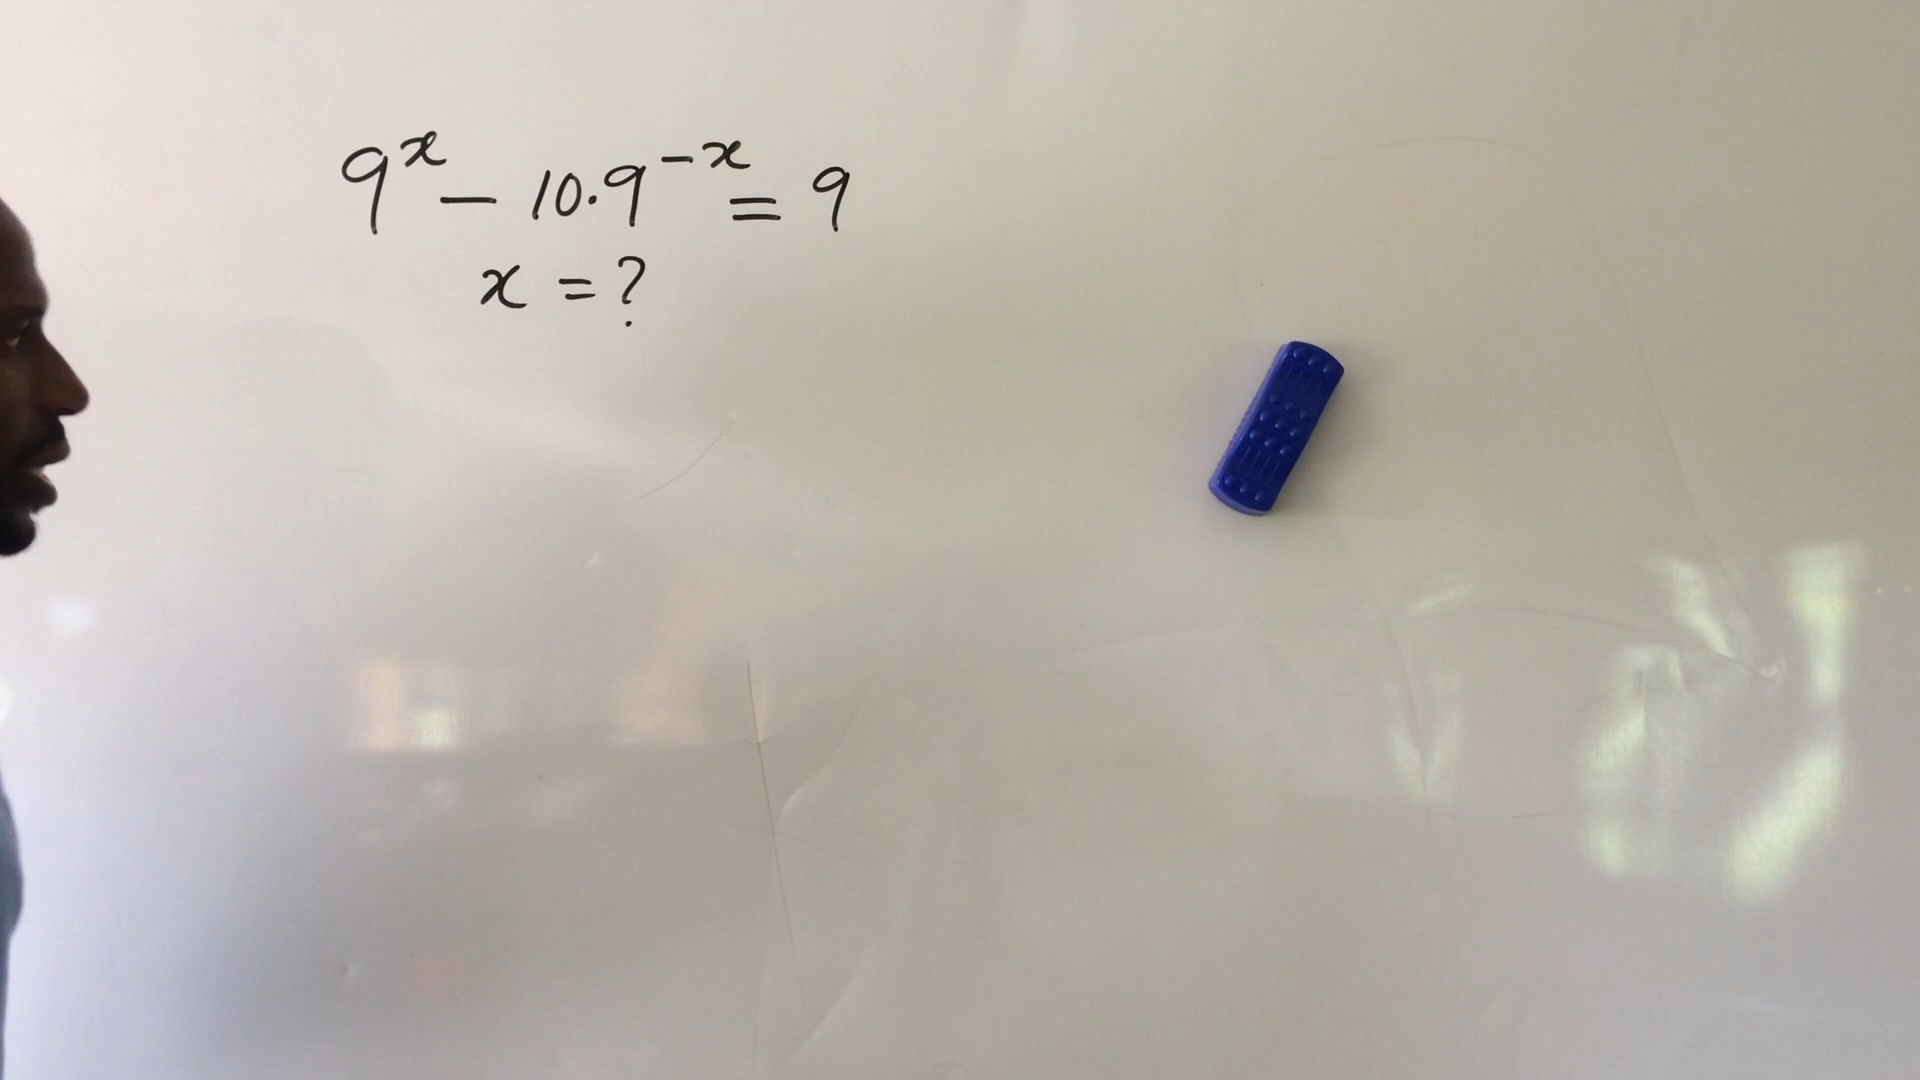 9^x - 10·9^-x = 9
x = ?